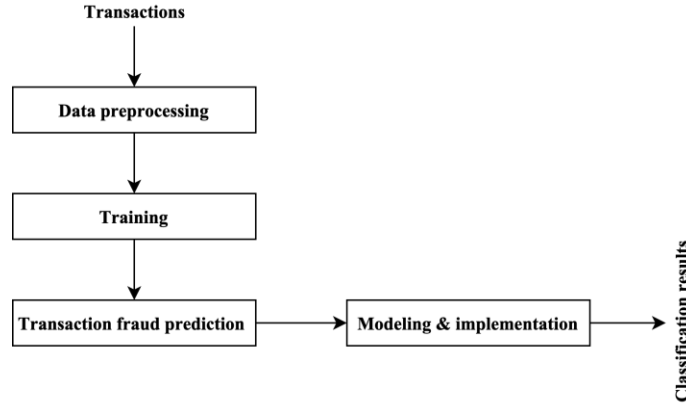 Transactions
Data preprocessing
Training
Transaction fraud prediction
Modeling & implementation
Classification results